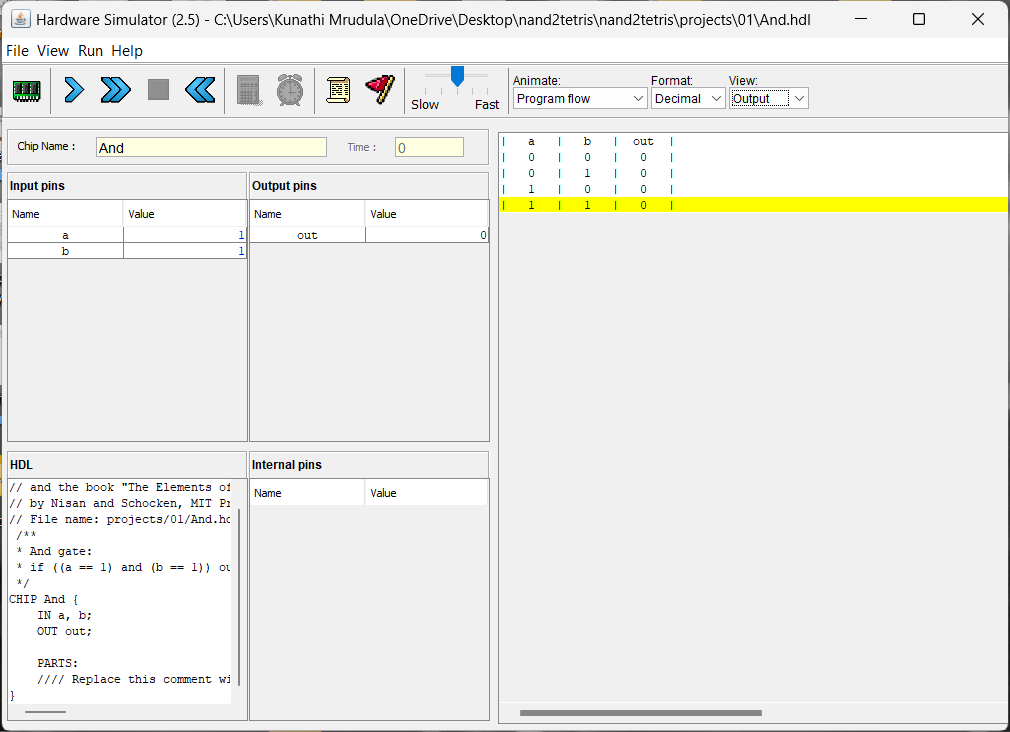 Hardware Simulator (2.5) - C:\Users\Kunathi Mrudula\OneDrive\Desktop\nand2tetris\nand2tetris\projects\01\And.hdl
File View Run Help
Slow Fast
Animate: Format: View:
Program flow Decimal Output
Chip Name : And Time : 0
Input pins
Name Value
a 1
b 1
Output pins
Name Value
out 0
HDL
// and the book "The Elements of
// by Nisan and Schocken, MIT Pr
// File name: projects/01/And.hd
/**
* And gate:
* if ((a == 1) and (b == 1)) ou
*/
CHIP And {
IN a, b;
OUT out;
PARTS:
//// Replace this comment wi
}
Internal pins
Name Value
| a | b | out |
| 0 | 0 | 0 |
| 0 | 1 | 0 |
| 1 | 0 | 0 |
| 1 | 1 | 0 |